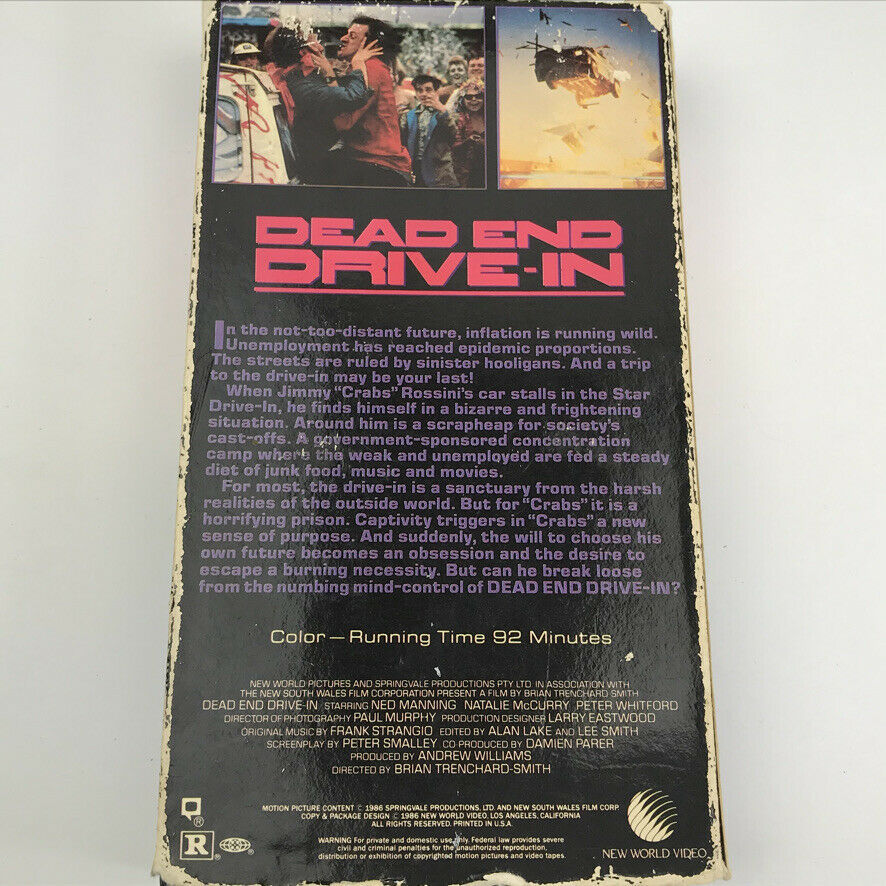 DEAD END
DRIVE-IN
In the not-too-distant future, inflation is running wild.
Unemployment has reached epidemic proportions.
The streets are ruled by sinister hooligans. And a trip
to the drive-in may be your last!
When Jimmy "Crabs" Rossini's car stalls in the Star
Drive-In, he finds himself in a bizarre and frightening
situation. Around him is a scrapheap for society's
cast-offs. A government-sponsored concentration
camp where the weak and unemployed are fed a steady
diet of junk food, music and movies.
For most, the drive-in is a sanctuary from the harsh
realities of the outside world. But for "Crabs" it is a
horrifying prison. Captivity triggers in "Crabs" a new
sense of purpose. And suddenly, the will to choose his
own future becomes an obsession and the desire to
escape a burning necessity. But can he break loose
from the numbing mind-control of DEAD END DRIVE-IN?
Color — Running Time 92 Minutes
NEW WORLD PICTURES AND SPRINGVALE PRODUCTIONS PTY LTD IN ASSOCIATION WITH
THE NEW SOUTH WALES FILM CORPORATION PRESENT A FILM BY BRIAN TRENCHARD SMITH
DEAD END DRIVE-IN STARRING NED MANNING NATALIE McCURRY PETER WHITFORD
DIRECTOR OF PHOTOGRAPHY PAUL MURPHY PRODUCTION DESIGNER LARRY EASTWOOD
ORIGINAL MUSIC BY FRANK STRANGIO EDITED BY ALAN LAKE AND LEE SMITH
SCREENPLAY BY PETER SMALLEY CO-PRODUCED BY DAMIEN PARER
PRODUCED BY ANDREW WILLIAMS
DIRECTED BY BRIAN TRENCHARD-SMITH
MOTION PICTURE CONTENT © 1986 SPRINGVALE PRODUCTIONS, LTD. AND NEW SOUTH WALES FILM CORP.
COPY & PACKAGE DESIGN © 1986 NEW WORLD VIDEO, LOS ANGELES, CALIFORNIA
ALL RIGHTS RESERVED. PRINTED IN U.S.A.
WARNING: For private and domestic use only. Federal law provides severe
civil and criminal penalties for the unauthorized reproduction,
distribution or exhibition of copyrighted motion pictures and video tapes.
R ®
NEW WORLD VIDEO